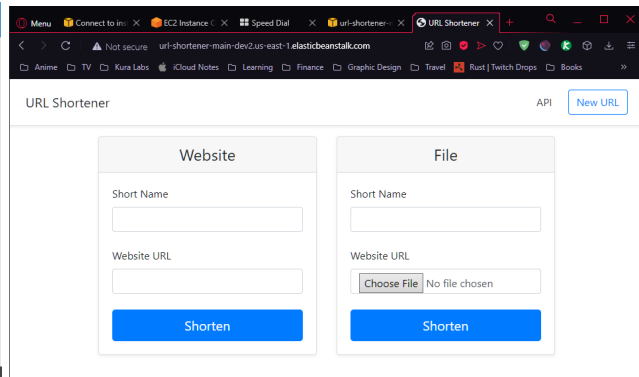 Menu Connect to ins EC2 Instance C Speed Dial url-shortener-m URL Shortener
Not secure url-shortener-main-dev2.us-east-1.elasticbeanstalk.com
Anime TV Kura Labs iCloud Notes Learning Finance Graphic Design Travel Rust | Twitch Drops Books
URL Shortener API New URL
Website File
Short Name Short Name
Website URL Website URL
Choose File No file chosen
Shorten Shorten